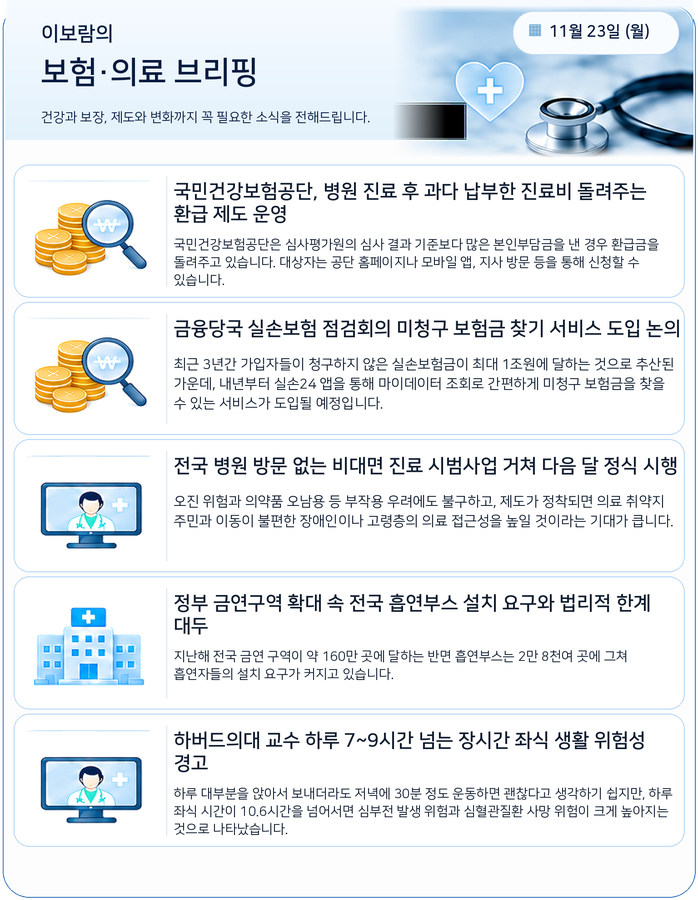 이보람의
보험·의료 브리핑
건강과 보장, 제도와 변화까지 꼭 필요한 소식을 전해드립니다.
11월 23일 (월)
국민건강보험공단, 병원 진료 후 과다 납부한 진료비 돌려주는
환급 제도 운영
국민건강보험공단은 심사평가원의 심사 결과 기준보다 많은 본인부담금을 낸 경우 환급금을
돌려주고 있습니다. 대상자는 공단 홈페이지나 모바일 앱, 지사 방문 등을 통해 신청할 수
있습니다.
금융당국 실손보험 점검회의 미청구 보험금 찾기 서비스 도입 논의
최근 3년간 가입자들이 청구하지 않은 실손보험금이 최대 1조원에 달하는 것으로 추산된
가운데, 내년부터 실손24 앱을 통해 마이데이터 조회로 간편하게 미청구 보험금을 찾을
수 있는 서비스가 도입될 예정입니다.
전국 병원 방문 없는 비대면 진료 시범사업 거쳐 다음 달 정식 시행
오진 위험과 의약품 오남용 등 부작용 우려에도 불구하고, 제도가 정착되면 의료 취약지
주민과 이동이 불편한 장애인이나 고령층의 의료 접근성을 높일 것이라는 기대가 큽니다.
정부 금연구역 확대 속 전국 흡연부스 설치 요구와 법리적 한계
대두
지난해 전국 금연 구역이 약 160만 곳에 달하는 반면 흡연부스는 2만 8천여 곳에 그쳐
흡연자들의 설치 요구가 커지고 있습니다.
하버드의대 교수 하루 7~9시간 넘는 장시간 좌식 생활 위험성
경고
하루 대부분을 앉아서 보내더라도 저녁에 30분 정도 운동하면 괜찮다고 생각하기 쉽지만, 하루
좌식 시간이 10.6시간을 넘어서면 심부전 발생 위험과 심혈관질환 사망 위험이 크게 높아지는
것으로 나타났습니다.